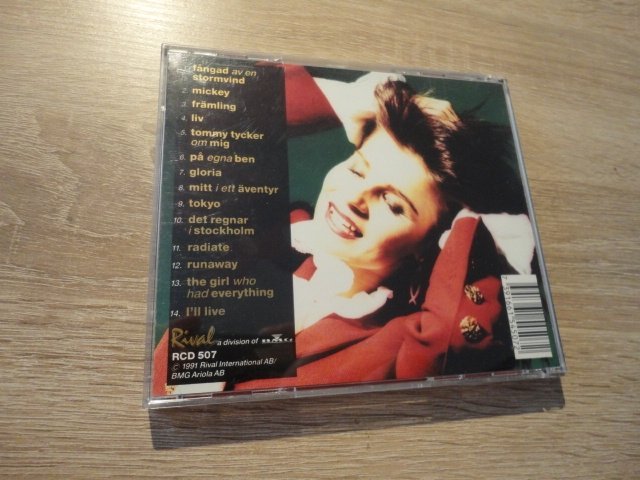 1. fångad av en
stormvind
2. mickey
3. främling
4. liv
5. tommy tycker
om mig
6. på egna ben
7. gloria
8. mitt i ett äventyr
9. tokyo
10. det regnar
i stockholm
11. radiate
12. runaway
13. the girl who
had everything
14. I'll live
Rival a division of BMG
RCD 507
© 1991 Rival International AB/
BMG Ariola AB